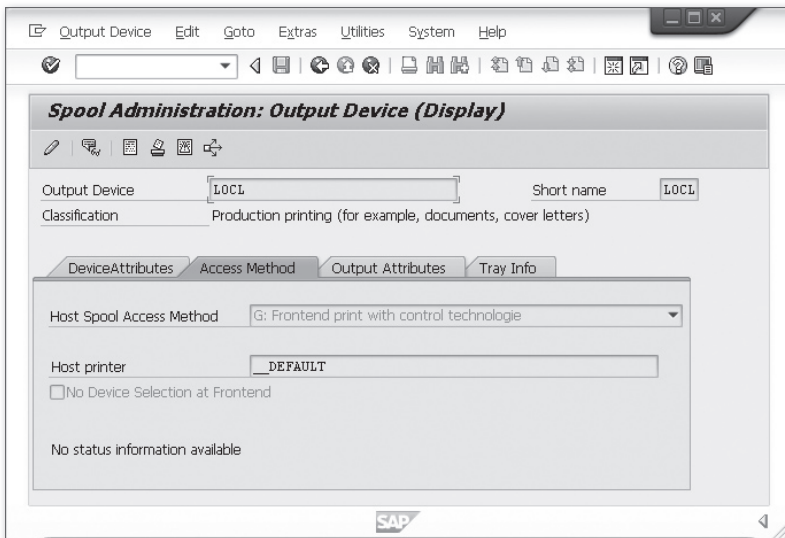 Output Device Edit Goto Extras Utilities System Help
Spool Administration: Output Device (Display)
Output Device LOCL Short name LOCL
Classification Production printing (for example, documents, cover letters)
DeviceAttributes Access Method Output Attributes Tray Info
Host Spool Access Method G: Frontend print with control technologie
Host printer __DEFAULT
No Device Selection at Frontend
No status information available
SAP